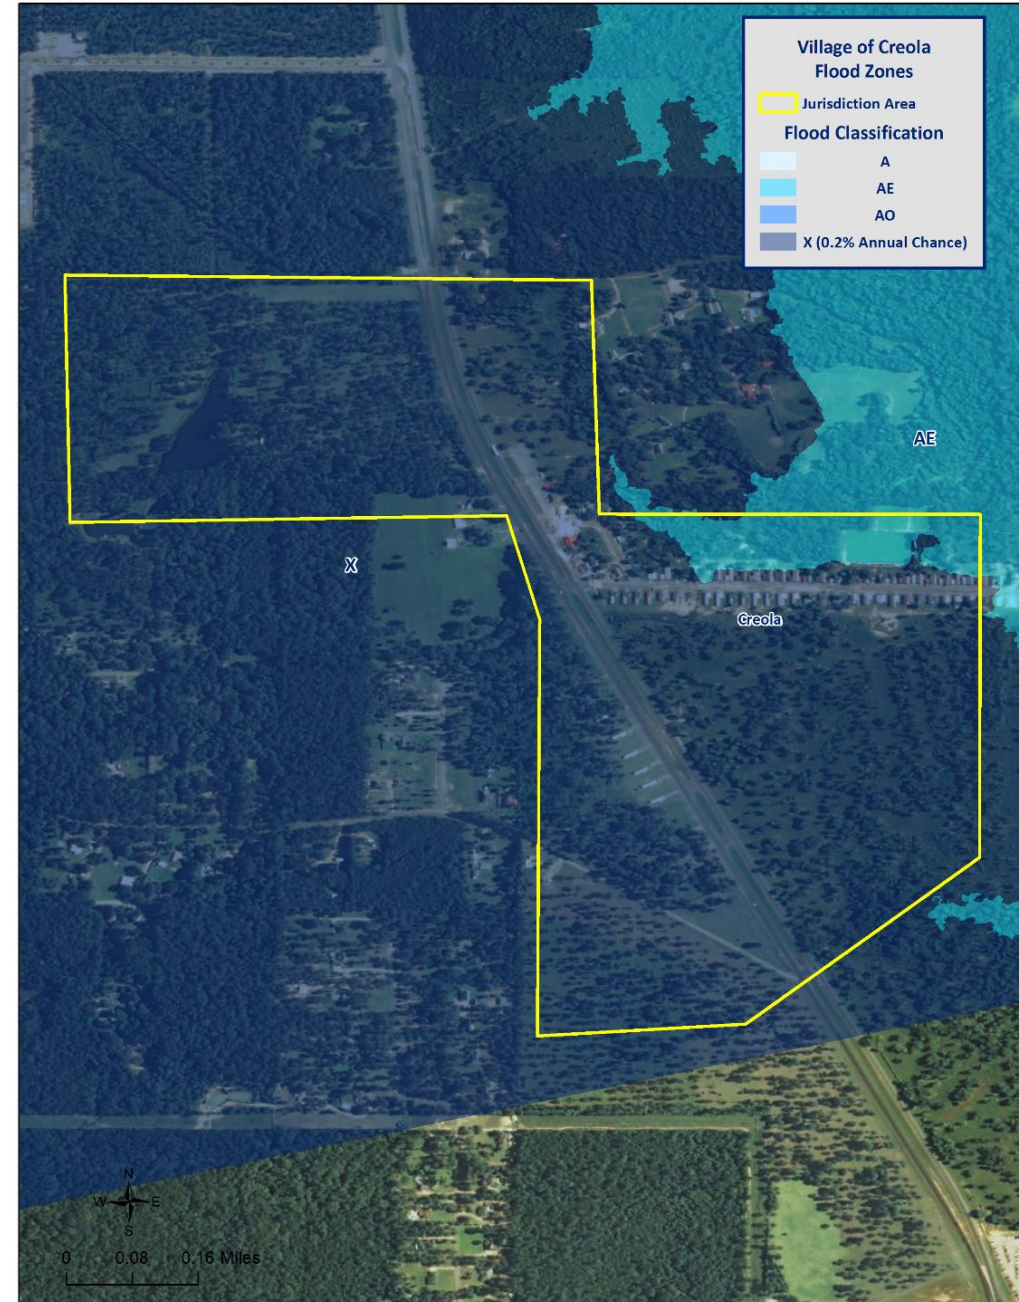 Village of Creola
Flood Zones
Jurisdiction Area
Flood Classification
A
AE
AO
X (0.2% Annual Chance)
AE
X
Creola
N
W E
S
0 0.08 0.16 Miles